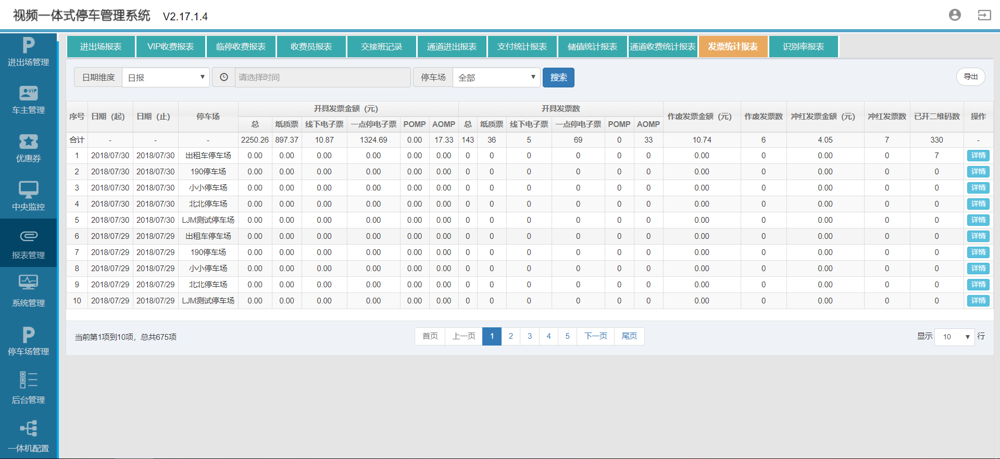 视频一体式停车管理系统 V2.17.1.4
进出场管理
车主管理
优惠券
中央监控
报表管理
系统管理
停车场管理
后台管理
一体机配置
进出场报表 VIP收费报表 临停收费报表 收费员报表 交接班记录 通道进出报表 支付统计报表 储值统计报表 通道收费统计报表 发票统计报表 识别率报表
日期维度 日报 请选择时间 停车场 全部 搜索 导出
序号 日期（起） 日期（止） 停车场 开具发票金额（元） 开具发票数 作废发票金额（元） 作废发票数 冲红发票金额（元） 冲红发票数 已开二维码数 操作
总 纸质票 线下电子票 一点停电子票 POMP AOMP 总 纸质票 线下电子票 一点停电子票 POMP AOMP
合计 - - - 2250.26 897.37 10.87 1324.69 0.00 17.33 143 36 5 69 0 33 10.74 6 4.05 7 330 -
1 2018/07/30 2018/07/30 出租车停车场 0.00 0.00 0.00 0.00 0.00 0.00 0 0 0 0 0 0 0.00 0 0.00 0 7 详情
2 2018/07/30 2018/07/30 190停车场 0.00 0.00 0.00 0.00 0.00 0.00 0 0 0 0 0 0 0.00 0 0.00 0 0 详情
3 2018/07/30 2018/07/30 小小停车场 0.00 0.00 0.00 0.00 0.00 0.00 0 0 0 0 0 0 0.00 0 0.00 0 0 详情
4 2018/07/30 2018/07/30 北北停车场 0.00 0.00 0.00 0.00 0.00 0.00 0 0 0 0 0 0 0.00 0 0.00 0 0 详情
5 2018/07/30 2018/07/30 LJM测试停车场 0.00 0.00 0.00 0.00 0.00 0.00 0 0 0 0 0 0 0.00 0 0.00 0 0 详情
6 2018/07/29 2018/07/29 出租车停车场 0.00 0.00 0.00 0.00 0.00 0.00 0 0 0 0 0 0 0.00 0 0.00 0 0 详情
7 2018/07/29 2018/07/29 190停车场 0.00 0.00 0.00 0.00 0.00 0.00 0 0 0 0 0 0 0.00 0 0.00 0 0 详情
8 2018/07/29 2018/07/29 小小停车场 0.00 0.00 0.00 0.00 0.00 0.00 0 0 0 0 0 0 0.00 0 0.00 0 0 详情
9 2018/07/29 2018/07/29 北北停车场 0.00 0.00 0.00 0.00 0.00 0.00 0 0 0 0 0 0 0.00 0 0.00 0 0 详情
10 2018/07/29 2018/07/29 LJM测试停车场 0.00 0.00 0.00 0.00 0.00 0.00 0 0 0 0 0 0 0.00 0 0.00 0 0 详情
当前第1项到10项，总共675项 首页 上一页 1 2 3 4 5 下一页 尾页 显示 10 行